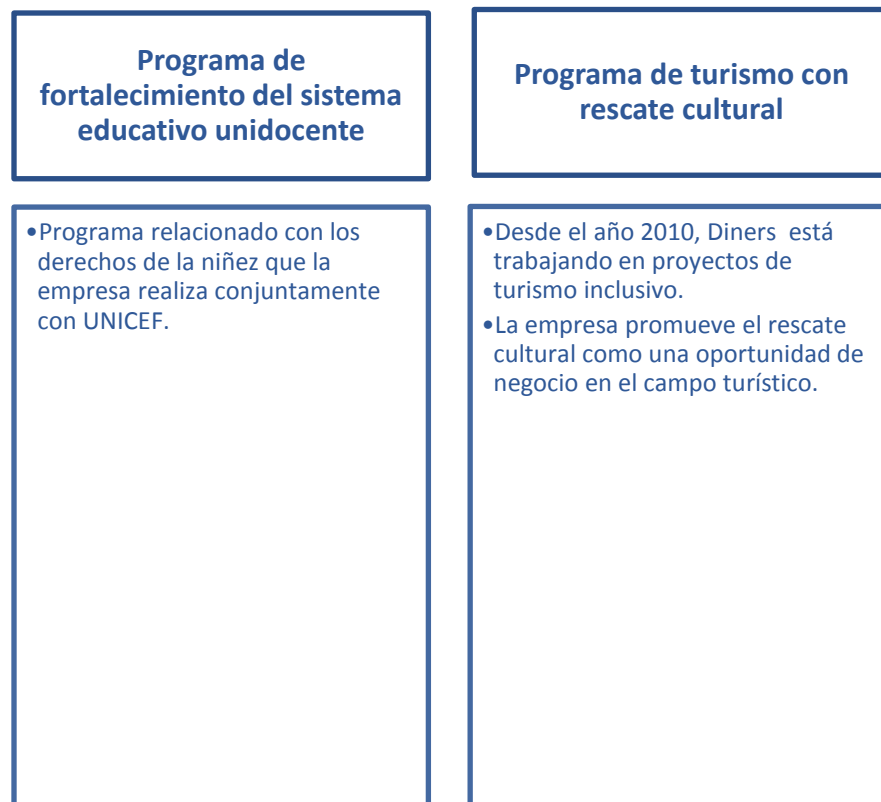 Programa de
fortalecimiento del sistema
educativo unidocente
•Programa relacionado con los
derechos de la niñez que la
empresa realiza conjuntamente
con UNICEF.
Programa de turismo con
rescate cultural
•Desde el año 2010, Diners  está
trabajando en proyectos de
turismo inclusivo.
•La empresa promueve el rescate
cultural como una oportunidad de
negocio en el campo turístico.